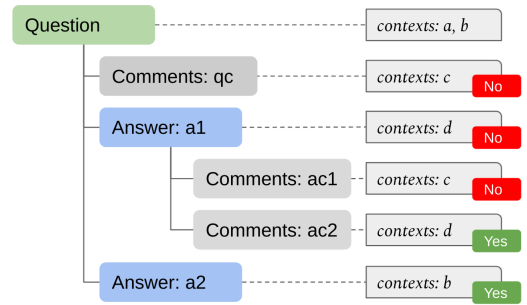 Question
contexts: a, b
Comments: qc
contexts: c
No
Answer: a1
contexts: d
No
Comments: ac1
contexts: c
No
Comments: ac2
contexts: d
Yes
Answer: a2
contexts: b
Yes